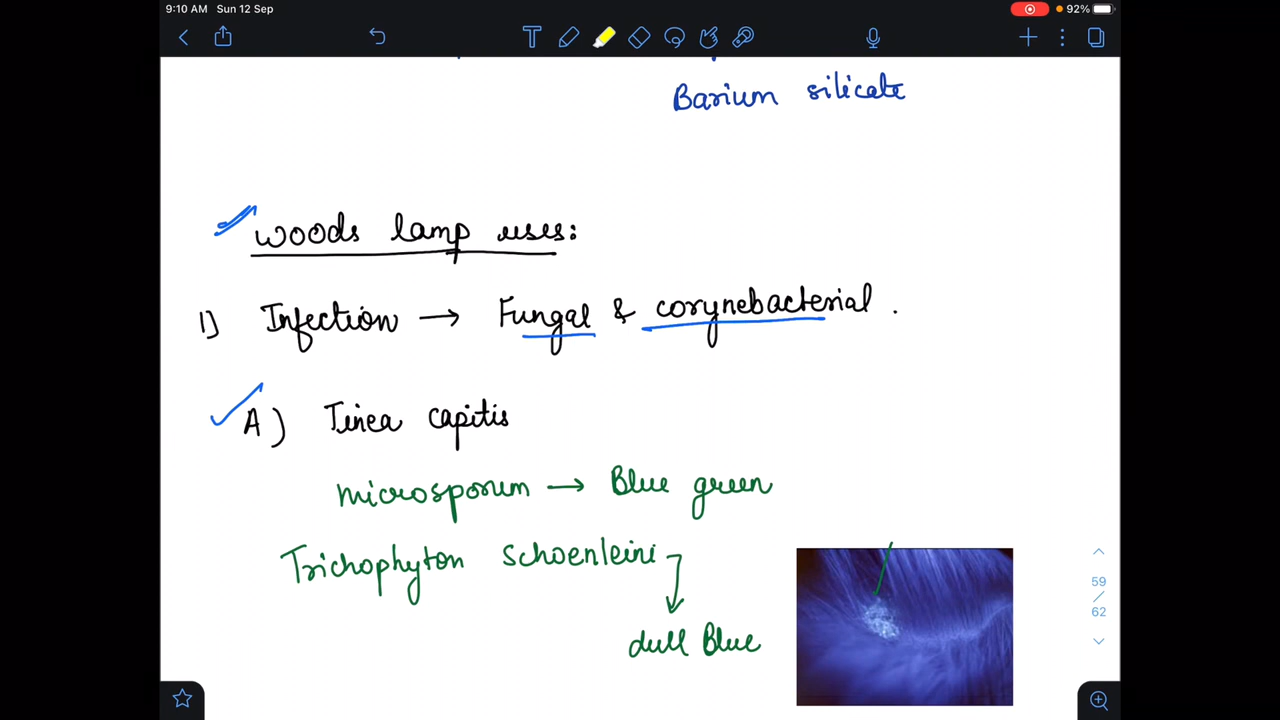 9:10 AM Sun 12 Sep 92%
Barium silicate
woods lamp uses:
1) Infection → Fungal & corynebacterial .
A) Tinea capitis
microsporum → Blue green
Trichophyton schoenleini
dull Blue
59
/
62